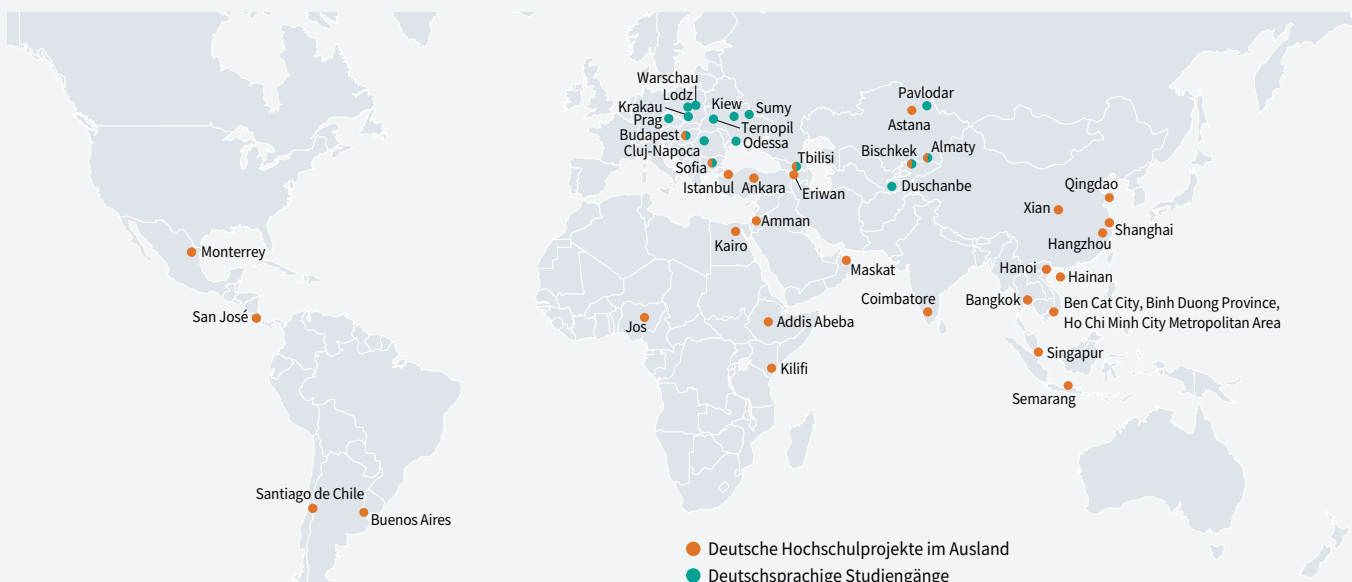 Warschau
Lodz
Krakau
Kiew
Sumy
Prag
Ternopil
Budapest
Odessa
Cluj-Napoca
Sofia
Tbilisi
Istanbul
Ankara
Eriwan
Pavlodar
Astana
Bischkek
Almaty
Duschanbe
Qingdao
Xian
Shanghai
Hangzhou
Amman
Kairo
Monterrey
Maskat
Hanoi
Hainan
Coimbatore
Bangkok
Ben Cat City, Binh Duong Province,
Ho Chi Minh City Metropolitan Area
San José
Jos
Addis Abeba
Singapur
Kilifi
Semarang
Santiago de Chile
Buenos Aires
Deutsche Hochschulprojekte im Ausland
Deutschsprachige Studiengänge